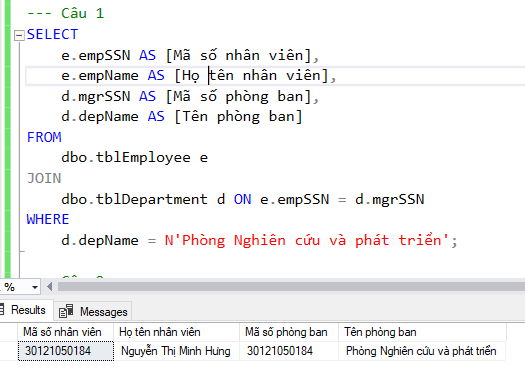 --- Câu 1
SELECT
e.empSSN AS [Mã số nhân viên],
e.empName AS [Họ tên nhân viên],
d.mgrSSN AS [Mã số phòng ban],
d.depName AS [Tên phòng ban]
FROM
dbo.tblEmployee e
JOIN
dbo.tblDepartment d ON e.empSSN = d.mgrSSN
WHERE
d.depName = N'Phòng Nghiên cứu và phát triển';
%
Results Messages
Mã số nhân viên Họ tên nhân viên Mã số phòng ban Tên phòng ban
30121050184 Nguyễn Thị Minh Hưng 30121050184 Phòng Nghiên cứu và phát triển